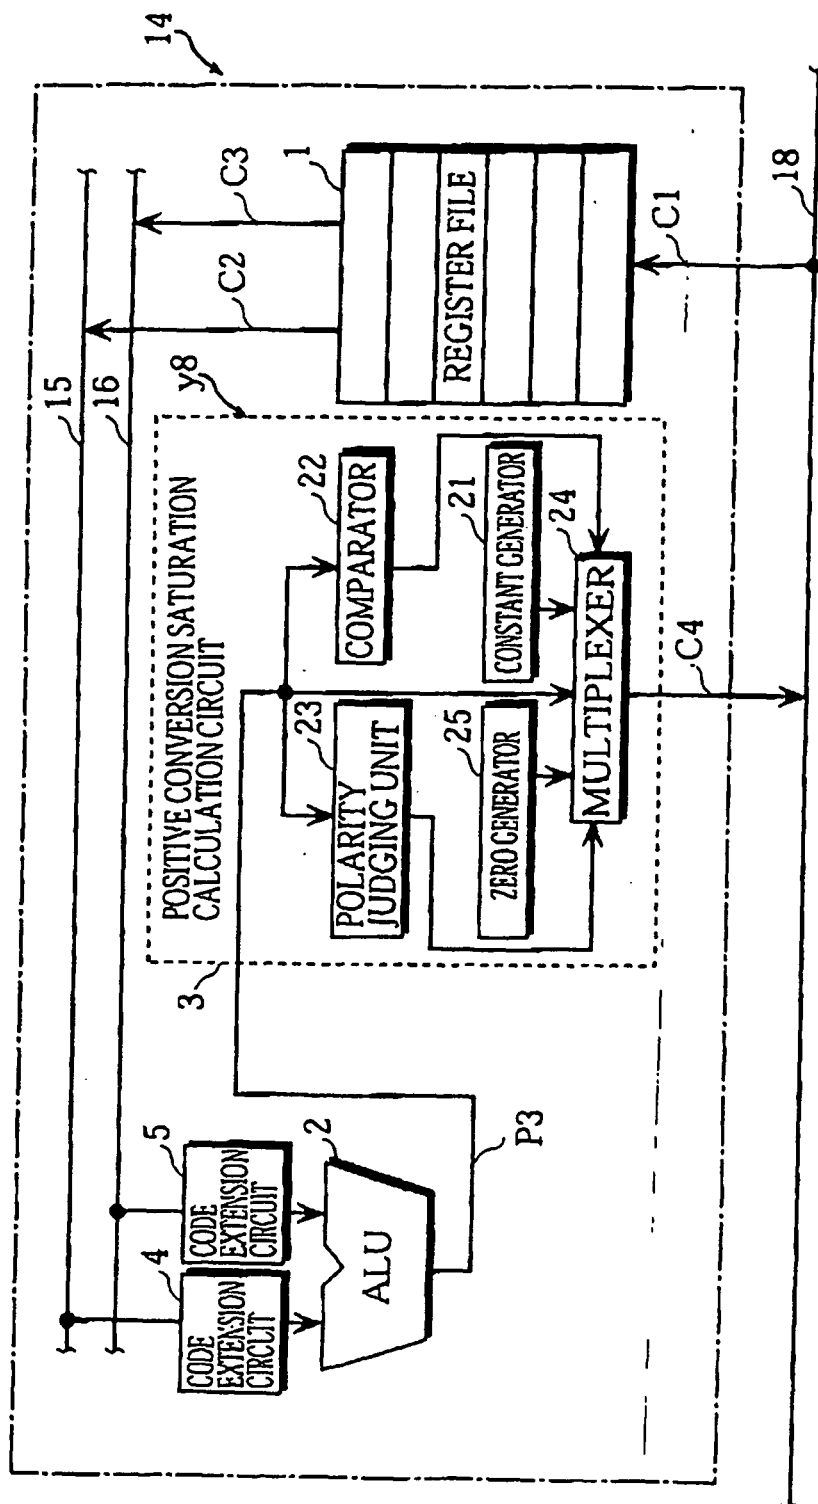 14
15
16
C2
C3
1
REGISTER FILE
C1
18
y8
POSITIVE CONVERSION SATURATION
CALCULATION CIRCUIT
3
22
COMPARATOR
23
POLARITY
JUDGING UNIT
21
CONSTANT GENERATOR
25
ZERO GENERATOR
24
MULTIPLEXER
C4
4
CODE
EXTENSION
CIRCUIT
5
CODE
EXTENSION
CIRCUIT
2
ALU
P3